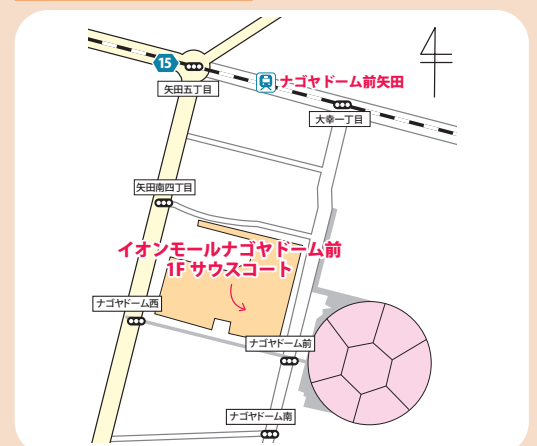 15
矢田五丁目
ナゴヤドーム前矢田
大幸一丁目
矢田南四丁目
イオンモールナゴヤドーム前
1F サウスコート
ナゴヤドーム西
ナゴヤドーム前
ナゴヤドーム南
4